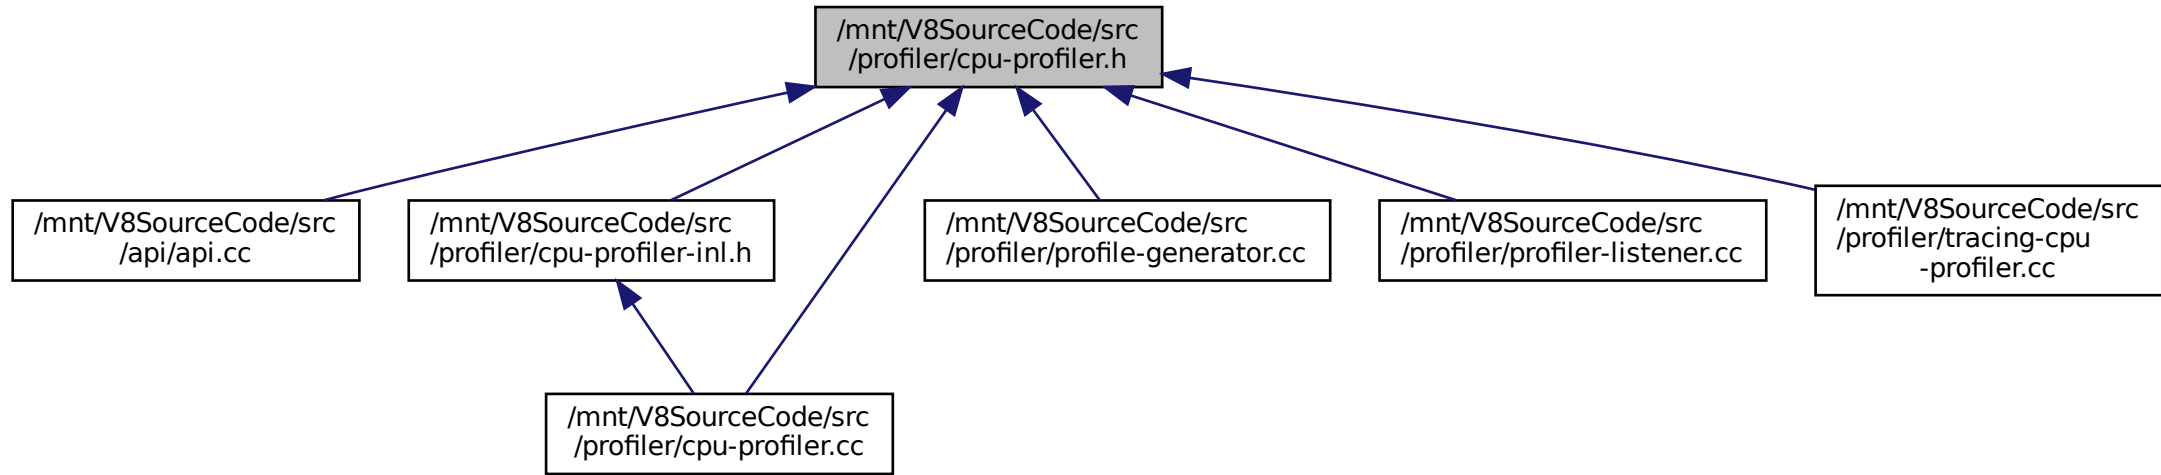 /mnt/V8SourceCode/src
/profiler/cpu-profiler.h
/mnt/V8SourceCode/src
/api/api.cc
/mnt/V8SourceCode/src
/profiler/cpu-profiler-inl.h
/mnt/V8SourceCode/src
/profiler/profile-generator.cc
/mnt/V8SourceCode/src
/profiler/profiler-listener.cc
/mnt/V8SourceCode/src
/profiler/tracing-cpu
-profiler.cc
/mnt/V8SourceCode/src
/profiler/cpu-profiler.cc